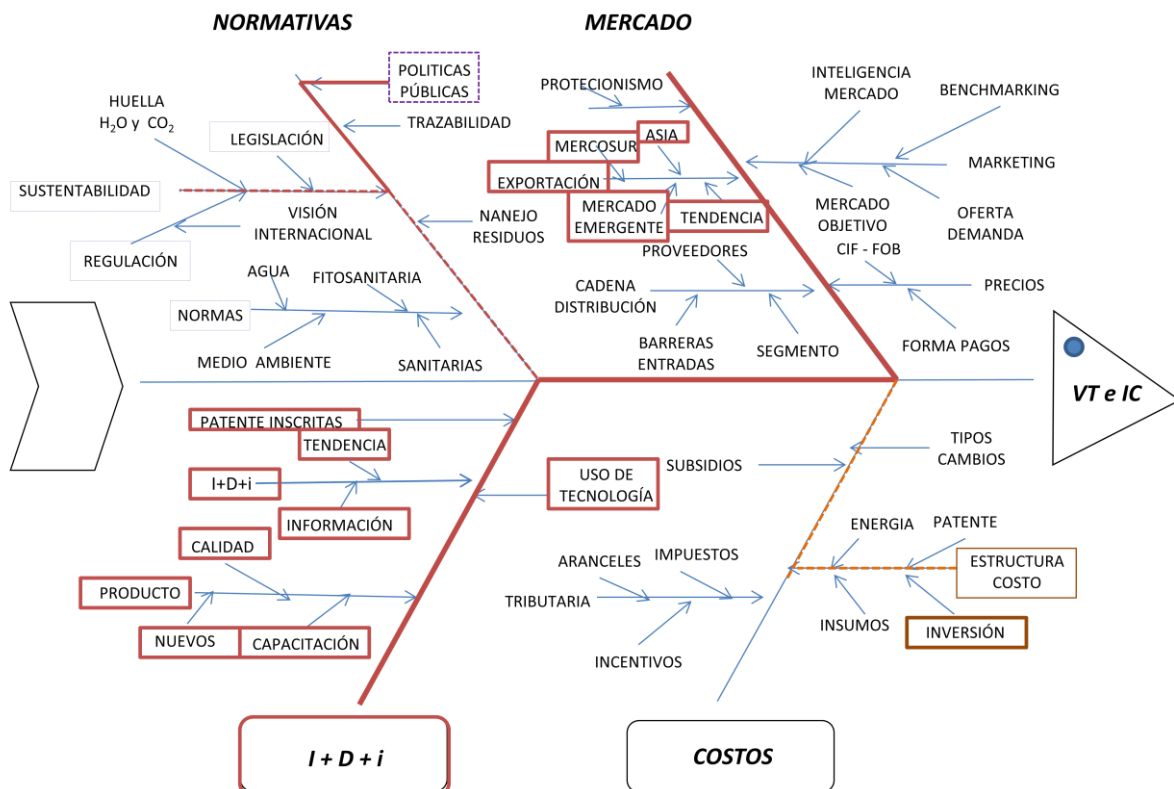 NORMATIVAS
MERCADO
POLITICAS
PÚBLICAS
HUELLA
H₂O y CO₂
LEGISLACIÓN
TRAZABILIDAD
SUSTENTABILIDAD
VISIÓN
INTERNACIONAL
NANEJO
RESIDUOS
REGULACIÓN
AGUA
FITOSANITARIA
NORMAS
MEDIO AMBIENTE
SANITARIAS
PROTECIONISMO
INTELIGENCIA
MERCADO
BENCHMARKING
ASIA
MERCOSUR
EXPORTACIÓN
MARKETING
MERCADO
EMERGENTE
TENDENCIA
MERCADO
OBJETIVO
OFERTA
DEMANDA
PROVEEDORES
CIF - FOB
CADENA
DISTRIBUCIÓN
PRECIOS
BARRERAS
ENTRADAS
SEGMENTO
FORMA PAGOS
VT e IC
PATENTE INSCRITAS
TENDENCIA
I+D+i
INFORMACIÓN
USO DE
TECNOLOGÍA
CALIDAD
PRODUCTO
NUEVOS
CAPACITACIÓN
SUBSIDIOS
TIPOS
CAMBIOS
ENERGIA
PATENTE
ARANCELES
IMPUESTOS
ESTRUCTURA
COSTO
TRIBUTARIA
INSUMOS
INVERSIÓN
INCENTIVOS
I + D + i
COSTOS